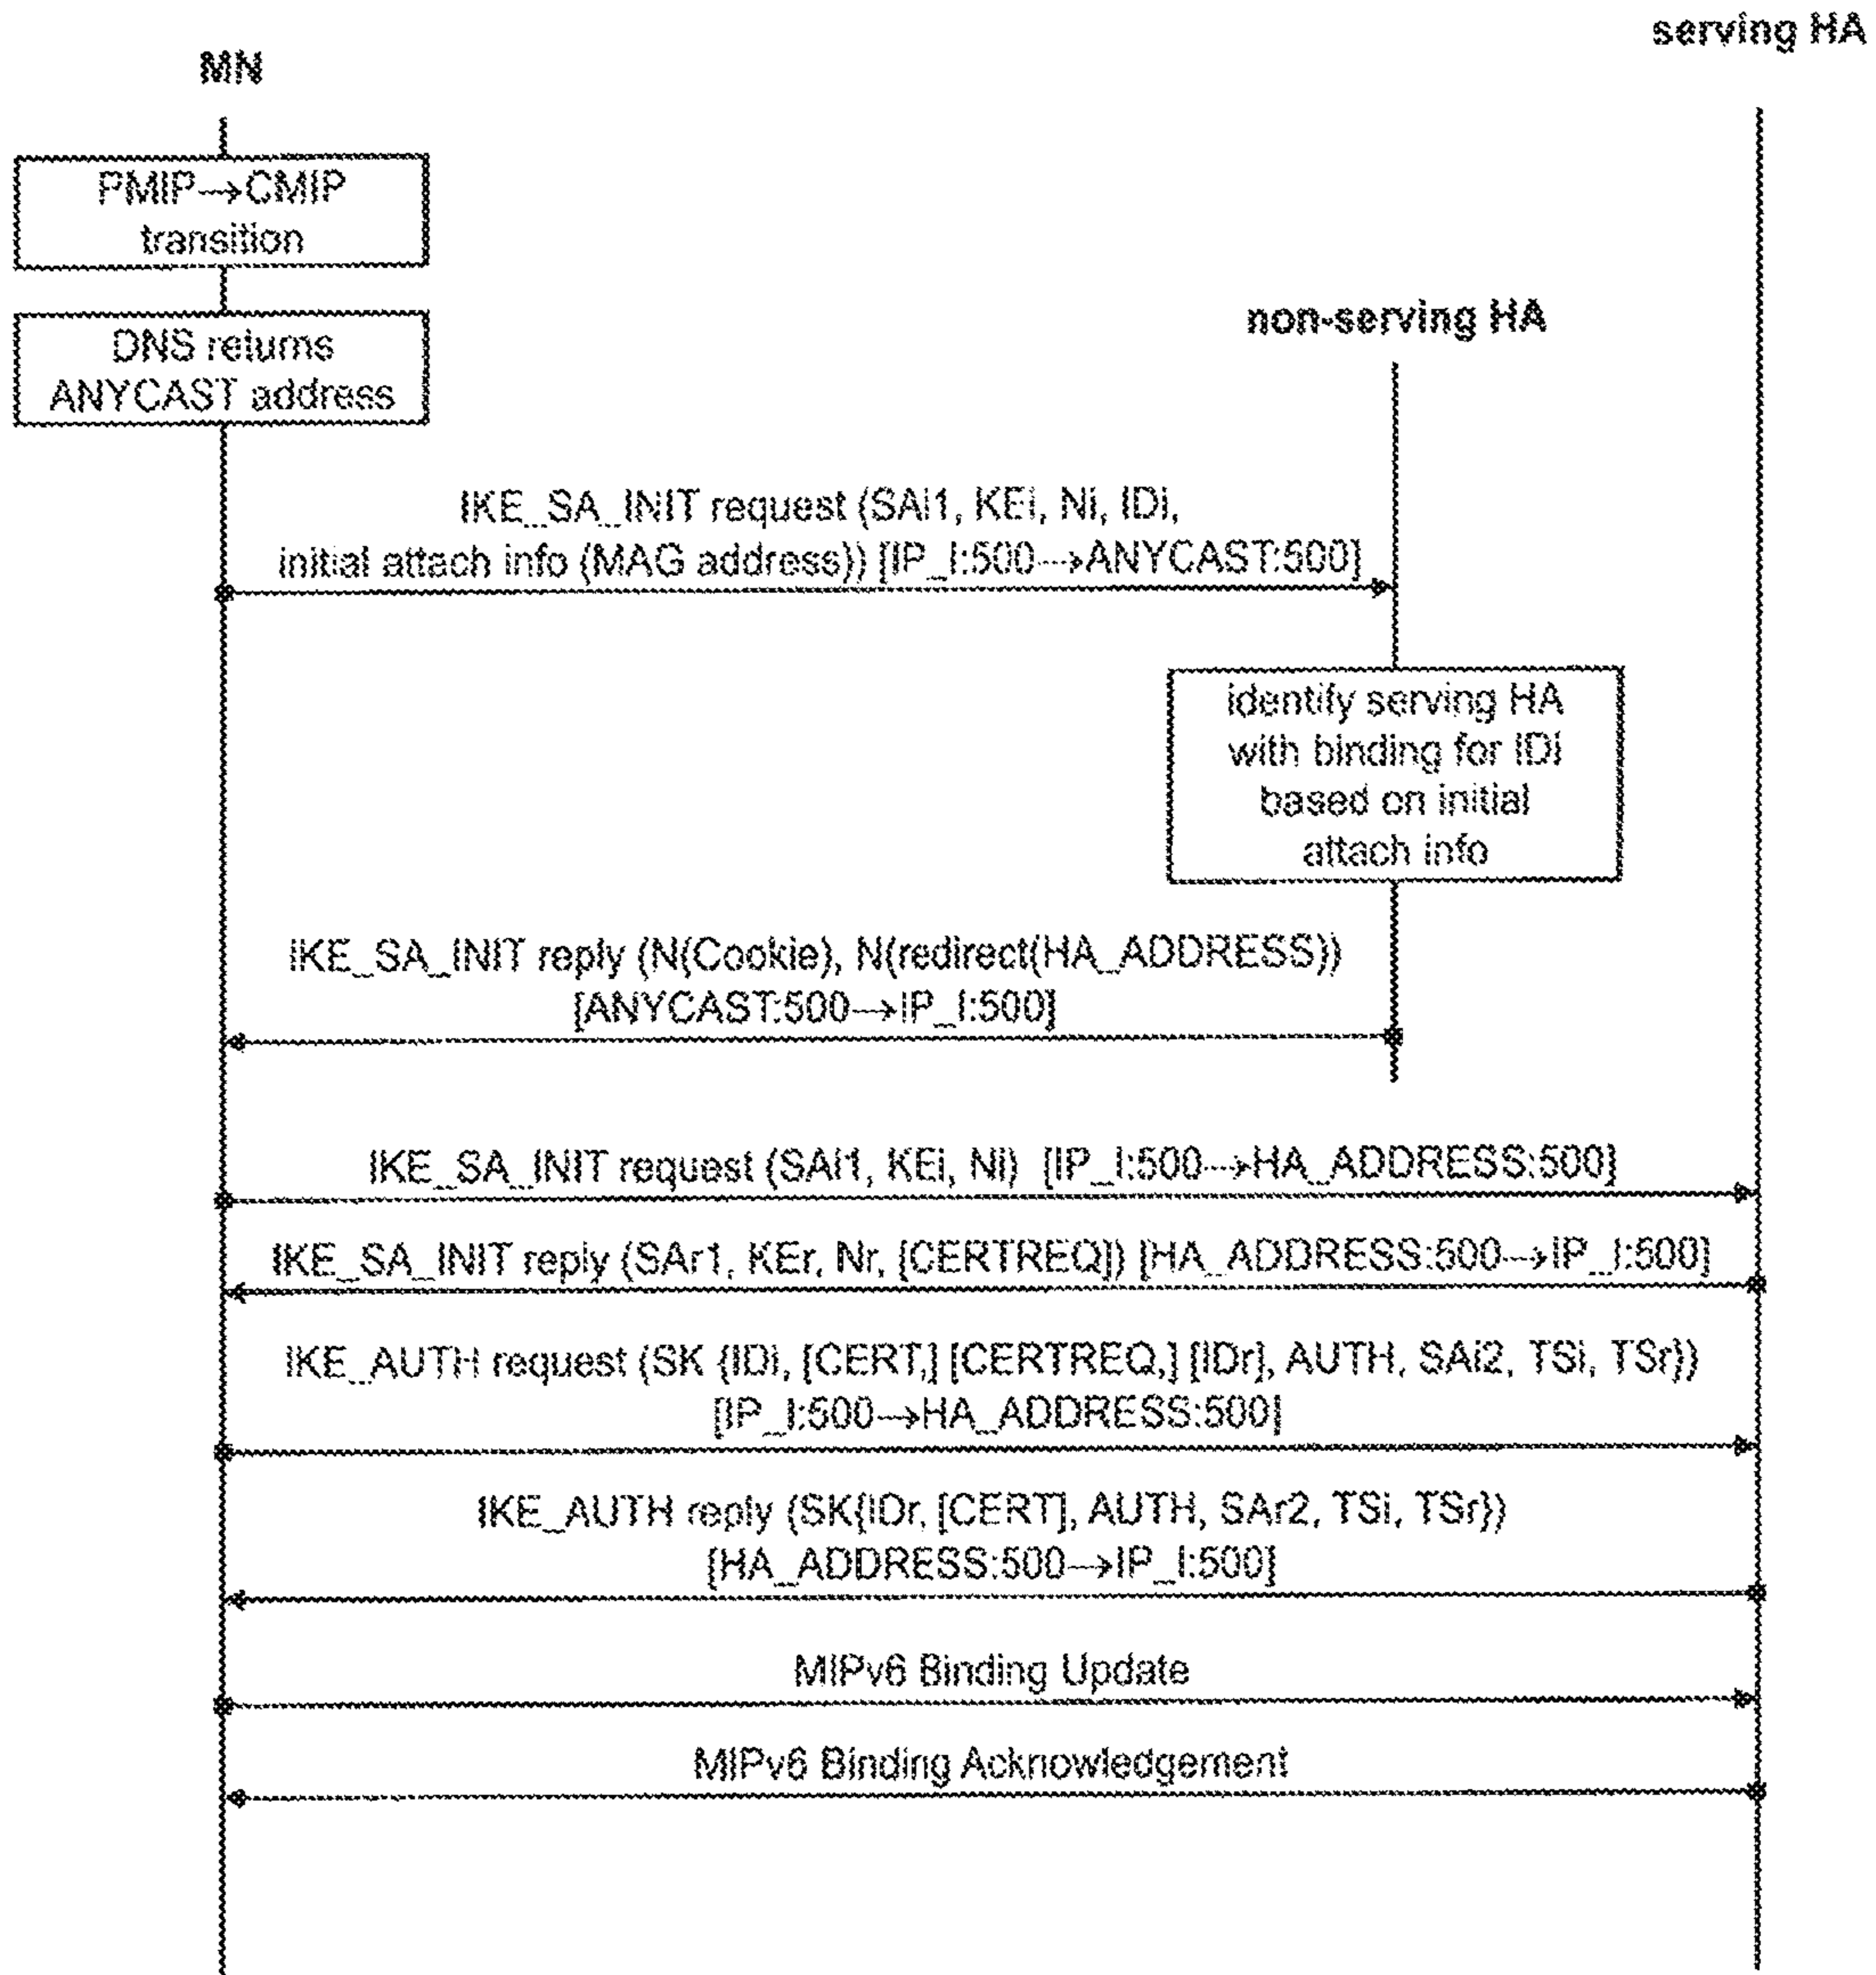 serving HA
MN
PMIP→CMIP
transition
DNS returns
ANYCAST address
non-serving HA
IKE_SA_INIT request (SAi1, KEi, Ni, IDi,
initial attach info (MAG address)) [IP_I:500→ANYCAST:500]
identify serving HA
with binding for IDi
based on initial
attach info
IKE_SA_INIT reply (N(Cookie), N(redirect(HA_ADDRESS))
[ANYCAST:500→IP_I:500]
IKE_SA_INIT request (SAi1, KEi, Ni) [IP_I:500→HA_ADDRESS:500]
IKE_SA_INIT reply (SAr1, KEr, Nr, [CERTREQ]) [HA_ADDRESS:500→IP_I:500]
IKE_AUTH request (SK {IDi, [CERT,] [CERTREQ,] [IDr], AUTH, SAi2, TSi, TSr})
[IP_I:500→HA_ADDRESS:500]
IKE_AUTH reply (SK{IDr, [CERT], AUTH, SAr2, TSi, TSr})
[HA_ADDRESS:500→IP_I:500]
MIPv6 Binding Update
MIPv6 Binding Acknowledgement